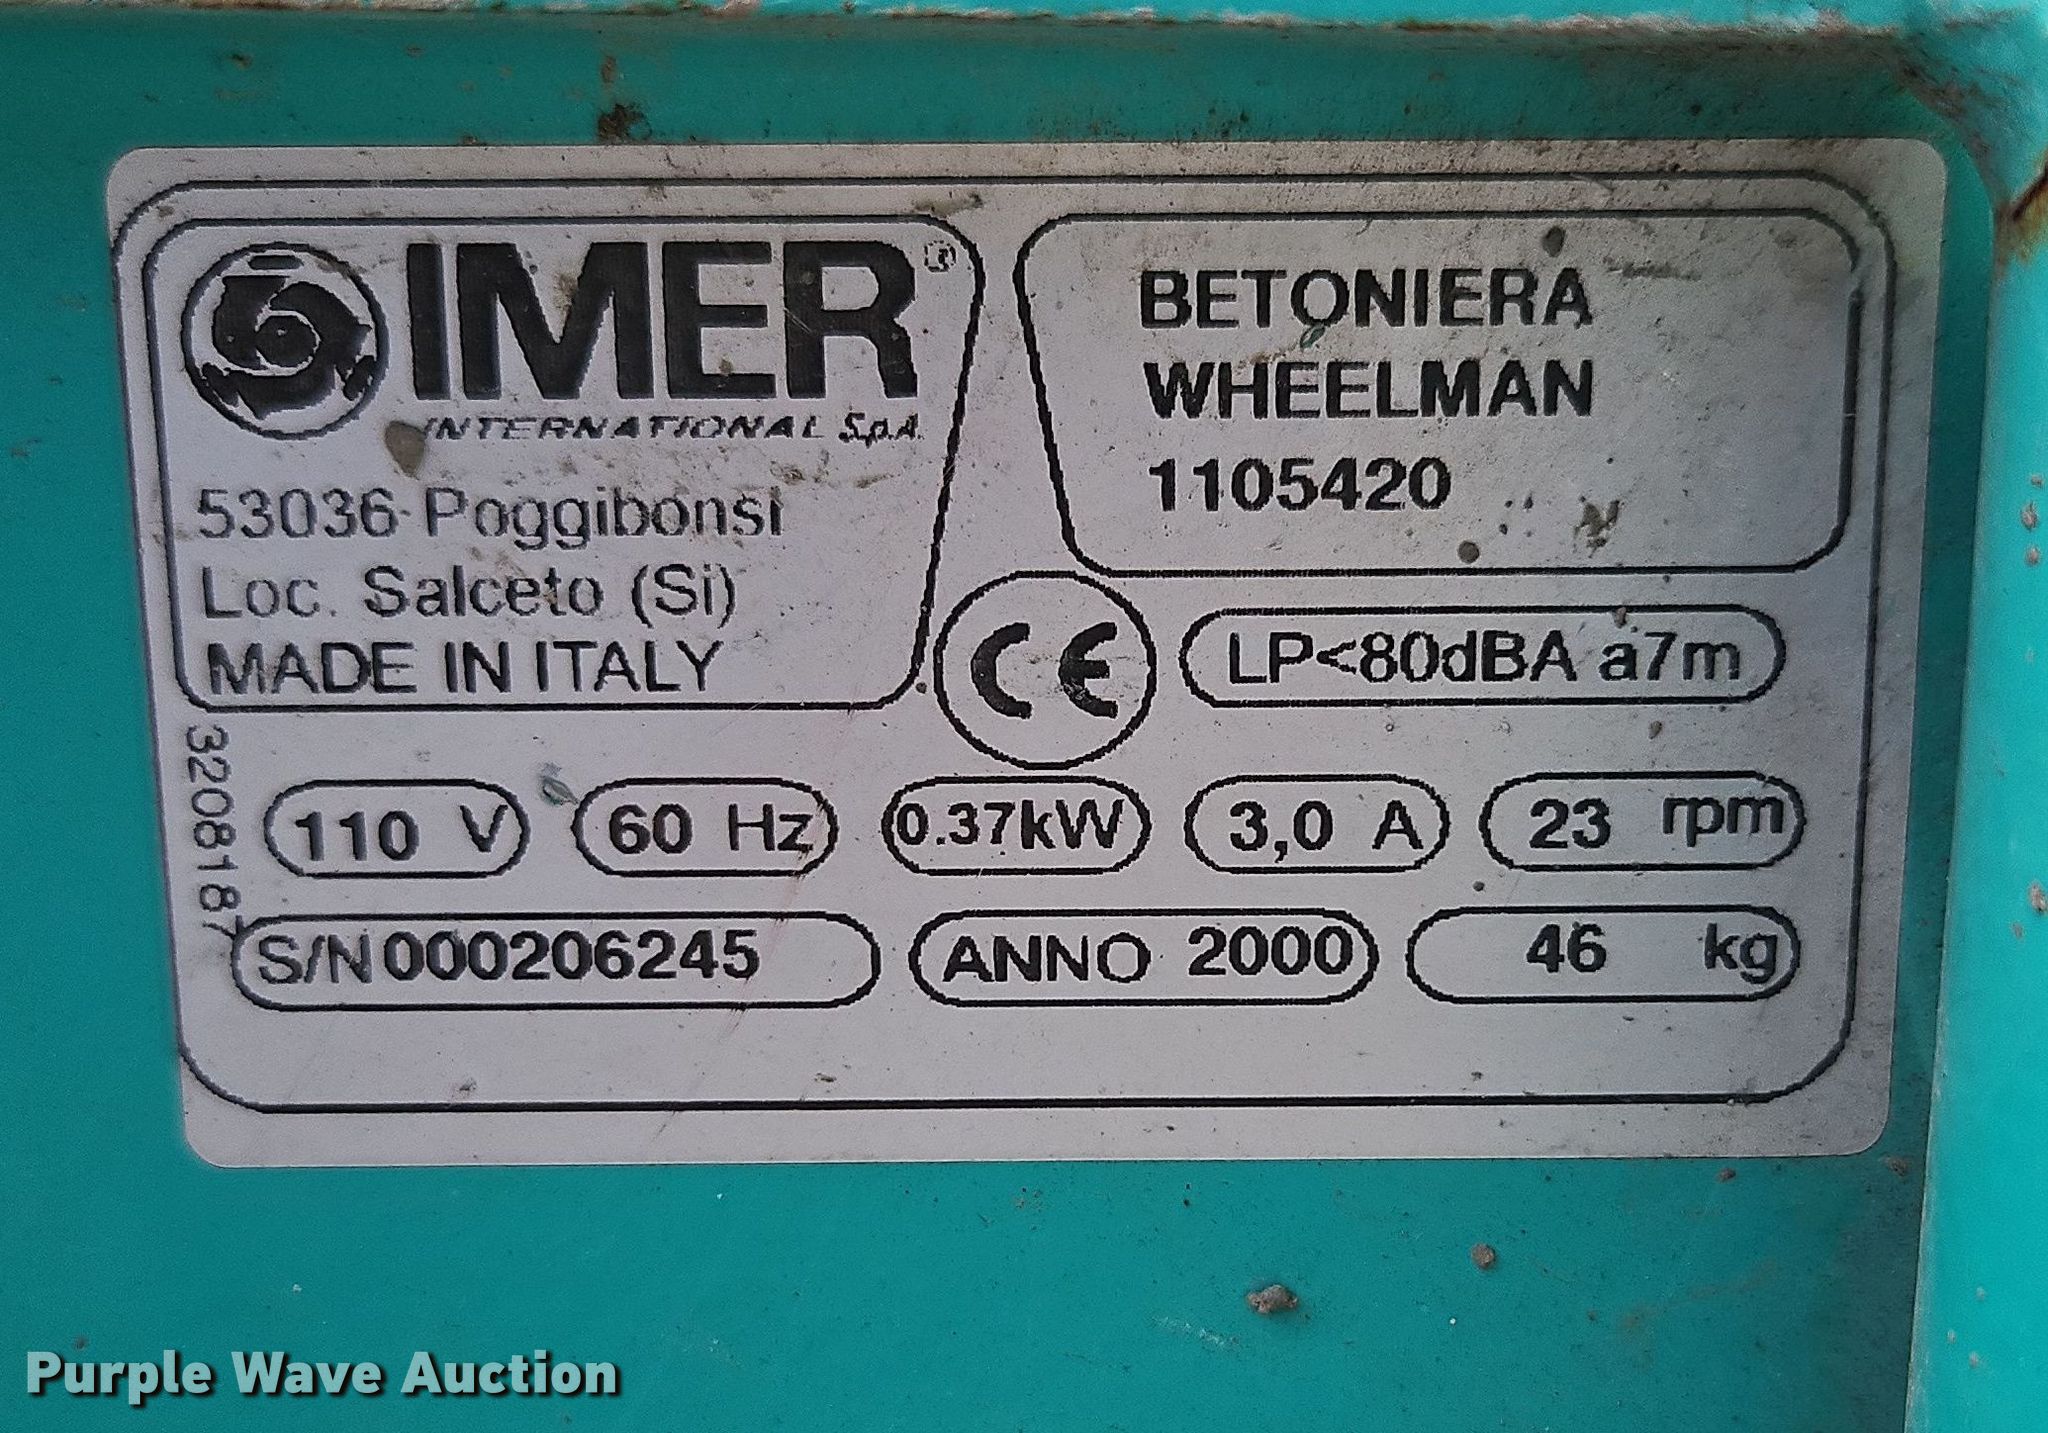 IMER®
INTERNATIONAL S.p.A.
53036 Poggibonsi
Loc. Salceto (Si)
MADE IN ITALY
BETONIERA
WHEELMAN
1105420
CE
LP<80dBA a7m
3208187
110 V
60 Hz
0.37kW
3,0 A
23 rpm
S/N 000206245
ANNO 2000
46 kg
Purple Wave Auction